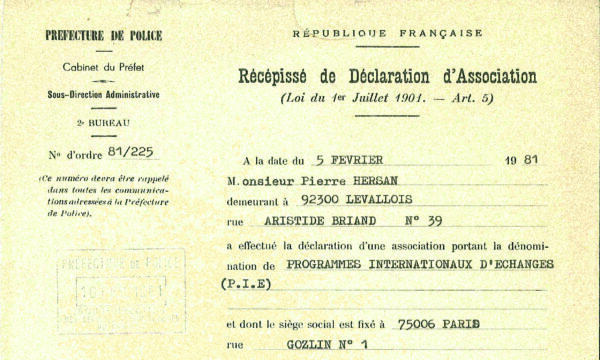 PREFECTURE DE POLICE
Cabinet du Préfet
Sous-Direction Administrative
2e BUREAU
No d'ordre 81/225
(Ce numéro devra être rappelé
dans toutes les communica-
tions adressées à la Préfecture
de Police).
PREFECTURE DE POLICE
RÉPUBLIQUE FRANÇAISE
Récépissé de Déclaration d'Association
(Loi du 1er Juillet 1901. — Art. 5)
A la date du 5 FEVRIER 1981
M. onsieur Pierre HERSAN
demeurant à 92300 LEVALLOIS
rue ARISTIDE BRIAND N° 39
a effectué la déclaration d'une association portant la dénomi-
nation de PROGRAMMES INTERNATIONAUX D'ECHANGES
(P.I.E)
et dont le siège social est fixé à 75006 PARIS
rue GOZLIN N° 1